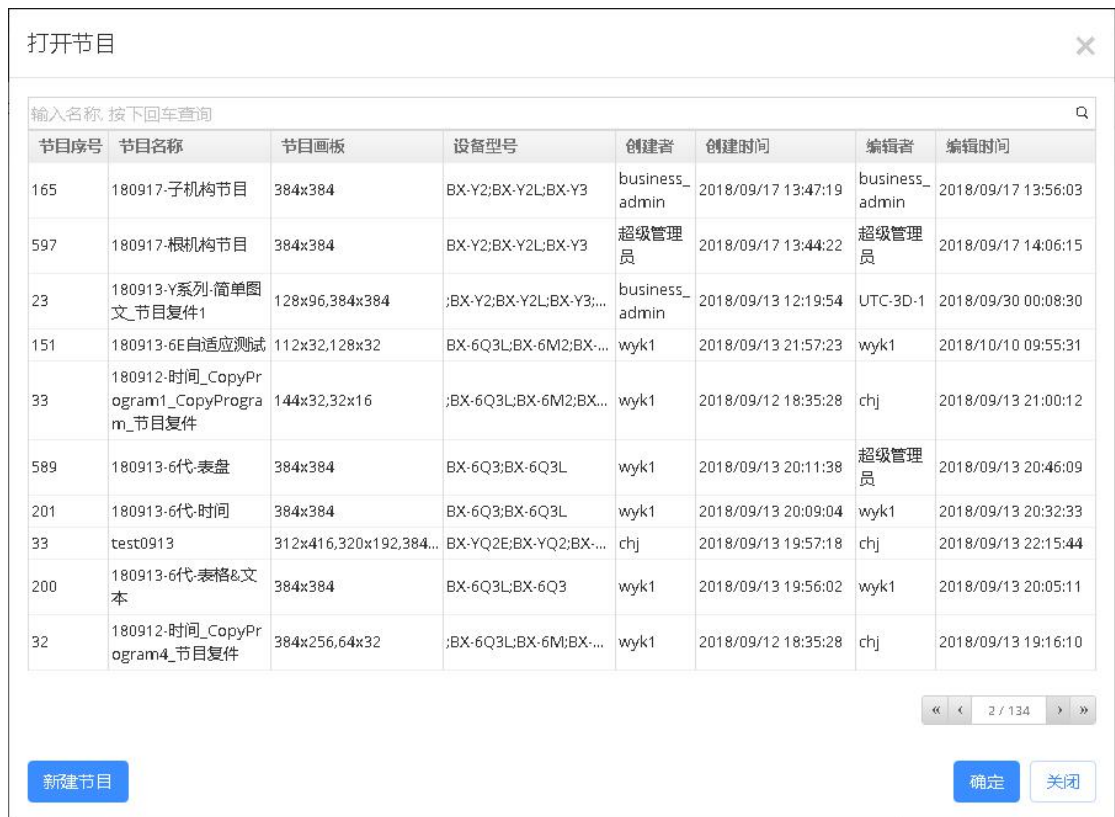 打开节目
输入名称, 按下回车查询
节目序号 节目名称 节目画板 设备型号 创建者 创建时间 编辑者 编辑时间
165 180917-子机构节目 384x384 BX-Y2;BX-Y2L;BX-Y3 business_admin 2018/09/17 13:47:19 business_admin 2018/09/17 13:56:03
597 180917-根机构节目 384x384 BX-Y2;BX-Y2L;BX-Y3 超级管理员 2018/09/17 13:44:22 超级管理员 2018/09/17 14:06:15
23 180913-Y系列-简单图文_节目复件1 128x96,384x384 ;BX-Y2;BX-Y2L;BX-Y3;... business_admin 2018/09/13 12:19:54 UTC-3D-1 2018/09/30 00:08:30
151 180913-6E自适应测试 112x32,128x32 BX-6Q3L;BX-6M2;BX-... wyk1 2018/09/13 21:57:23 wyk1 2018/10/10 09:55:31
33 180912-时间_CopyProgram1_CopyProgram_节目复件 144x32,32x16 ;BX-6Q3L;BX-6M2;BX... wyk1 2018/09/12 18:35:28 chj 2018/09/13 21:00:12
589 180913-6代-表盘 384x384 BX-6Q3;BX-6Q3L wyk1 2018/09/13 20:11:38 超级管理员 2018/09/13 20:46:09
201 180913-6代-时间 384x384 BX-6Q3;BX-6Q3L wyk1 2018/09/13 20:09:04 wyk1 2018/09/13 20:32:33
33 test0913 312x416,320x192,384... BX-YQ2E;BX-YQ2;BX-... chj 2018/09/13 19:57:18 chj 2018/09/13 22:15:44
200 180913-6代-表格&文本 384x384 BX-6Q3L;BX-6Q3 wyk1 2018/09/13 19:56:02 wyk1 2018/09/13 20:05:11
32 180912-时间_CopyProgram4_节目复件 384x256,64x32 ;BX-6Q3L;BX-6M;BX-... wyk1 2018/09/12 18:35:28 chj 2018/09/13 19:16:10
« ‹ 2 / 134 › »
新建节目 确定 关闭